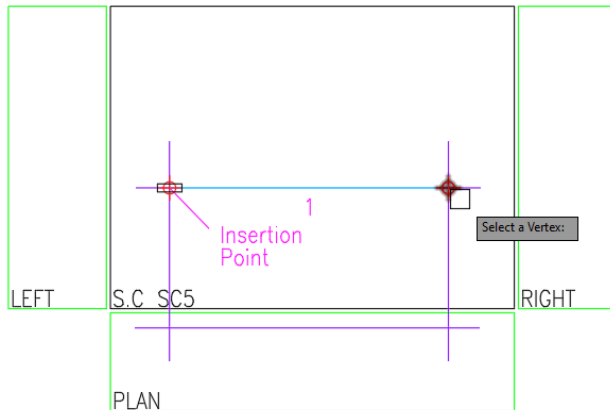 1
Insertion
Point
Select a Vertex:
LEFT
S.C SC5
RIGHT
PLAN